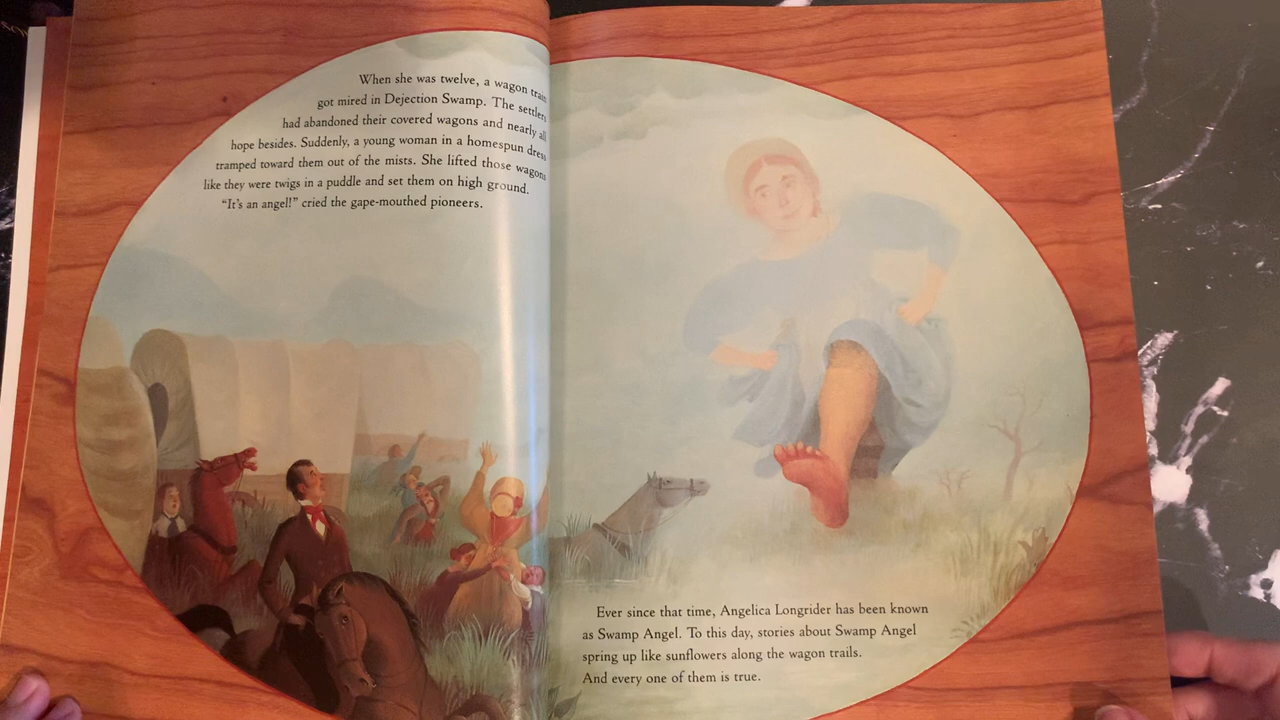 When she was twelve, a wagon train
got mired in Dejection Swamp. The settlers
had abandoned their covered wagons and nearly all
hope besides. Suddenly, a young woman in a homespun dress
tramped toward them out of the mists. She lifted those wagons
like they were twigs in a puddle and set them on high ground.
“It’s an angel!” cried the gape-mouthed pioneers.
Ever since that time, Angelica Longrider has been known
as Swamp Angel. To this day, stories about Swamp Angel
spring up like sunflowers along the wagon trails.
And every one of them is true.